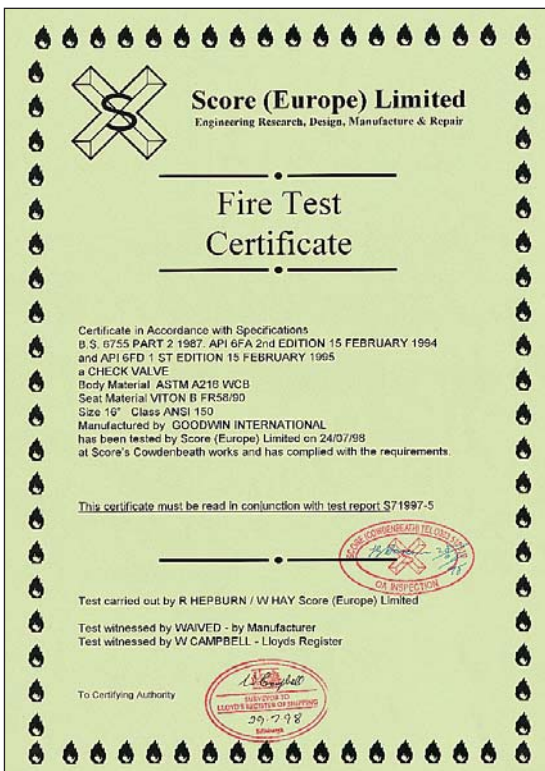 S
Score (Europe) Limited
Engineering Research, Design, Manufacture & Repair
Fire Test
Certificate
Certificate in Accordance with Specifications
B.S. 6755 PART 2 1987. API 6FA 2nd EDITION 15 FEBRUARY 1994
and API 6FD 1 ST EDITION 15 FEBRUARY 1995
a CHECK VALVE
Body Material ASTM A216 WCB
Seat Material VITON B FR58/90
Size 16" Class ANSI 150
Manufactured by GOODWIN INTERNATIONAL
has been tested by Score (Europe) Limited on 24/07/98
at Score's Cowdenbeath works and has complied with the requirements.
This certificate must be read in conjunction with test report S71997-5
SCORE (COWDENBEATH) TEL
QA INSPECTION
Test carried out by R HEPBURN / W HAY Score (Europe) Limited
Test witnessed by WAIVED - by Manufacturer
Test witnessed by W CAMPBELL - Lloyds Register
To Certifying Authority
W Campbell
SURVEYOR TO
LLOYD'S REGISTER OF SHIPPING
29.7.98
Edinburgh